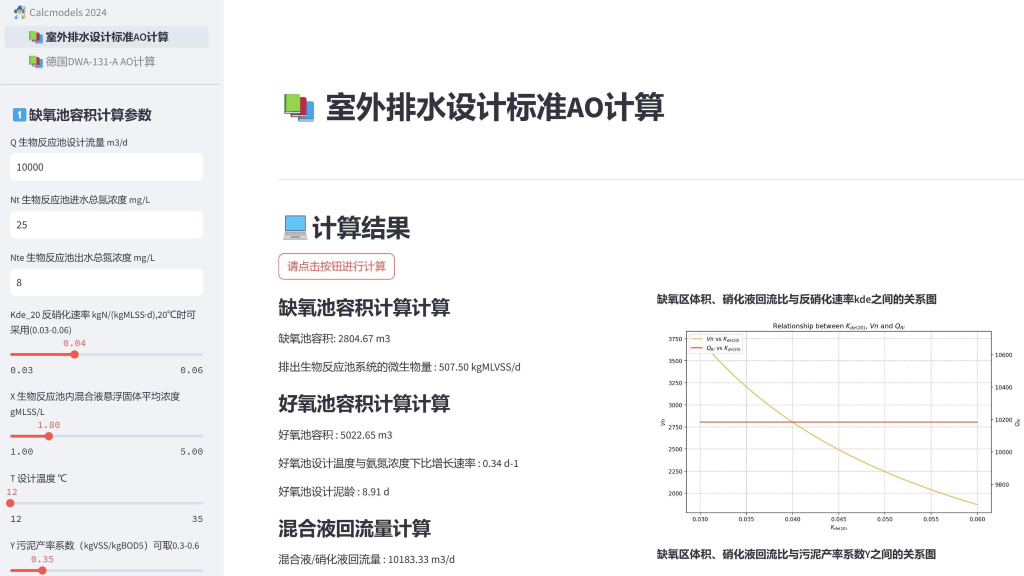 Calcmodels 2024
室外排水设计标准AO计算
德国DWA-131-A AO计算
1 缺氧池容积计算参数
Q 生物反应池设计流量 m3/d
10000
Nt 生物反应池进水总氮浓度 mg/L
25
Nte 生物反应池出水总氮浓度 mg/L
8
Kde_20 反硝化速率 kgN/(kgMLSS·d),20℃时可
采用(0.03-0.06)
0.04
0.03 0.06
X 生物反应池内混合液悬浮固体平均浓度
gMLSS/L
1.80
1.00 5.00
T 设计温度 ℃
12
12 35
Y 污泥产率系数（kgVSS/kgBOD5）可取0.3-0.6
0.35
室外排水设计标准AO计算
计算结果
请点击按钮进行计算
缺氧池容积计算计算
缺氧池容积: 2804.67 m3
排出生物反应池系统的微生物量 : 507.50 kgMLVSS/d
好氧池容积计算计算
好氧池容积 : 5022.65 m3
好氧池设计温度与氨氮浓度下比增长速率 : 0.34 d-1
好氧池设计泥龄 : 8.91 d
混合液回流量计算
混合液/硝化液回流量 : 10183.33 m3/d
缺氧区体积、硝化液回流比与反硝化速率kde之间的关系图
Relationship between Kde(20), Vn and QRi
Vn vs Kde(20)
QRi vs Kde(20)
3750
3500
3250
3000
2750
2500
2250
2000
Vn
10600
10400
10200
10000
9800
QRi
0.030 0.035 0.040 0.045 0.050 0.055 0.060
Kde(20)
缺氧区体积、硝化液回流比与污泥产率系数Y之间的关系图